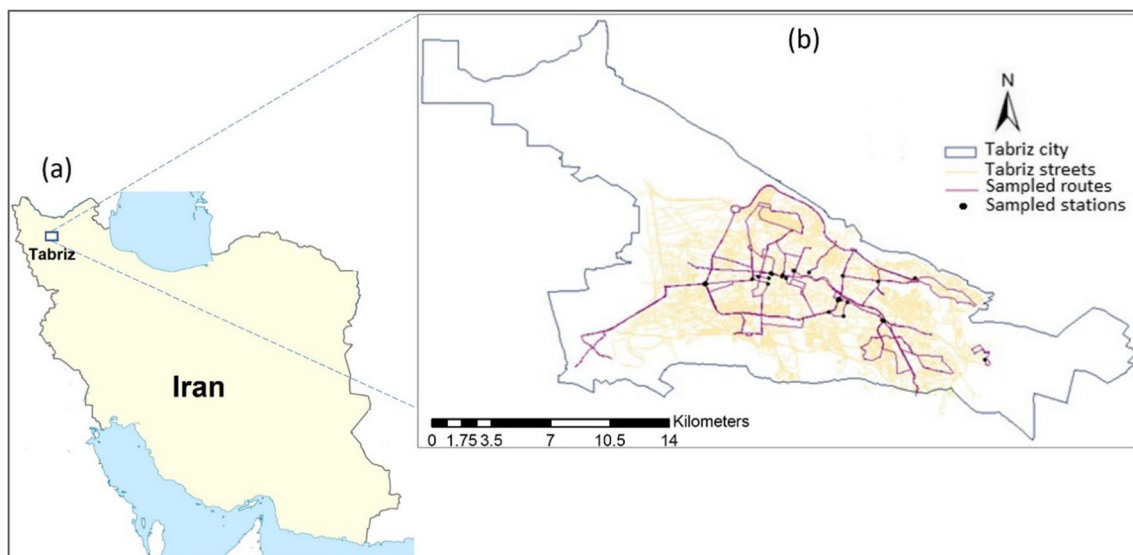 (a)
Tabriz
Iran
(b)
N
Tabriz city
Tabriz streets
Sampled routes
Sampled stations
Kilometers
0 1.75 3.5 7 10.5 14